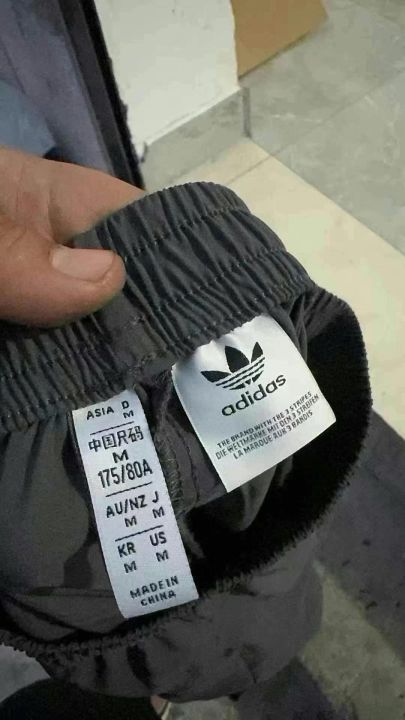 adidas
THE BRAND WITH THE 3 STRIPES
DIE WELTMARKE MIT DEN 3 STREIFEN
LA MARQUE AUX 3 BANDES
ASIA D
M
中国尺码
M
175/80A
AU/NZ J
M M
KR US
M M
MADE IN
CHINA